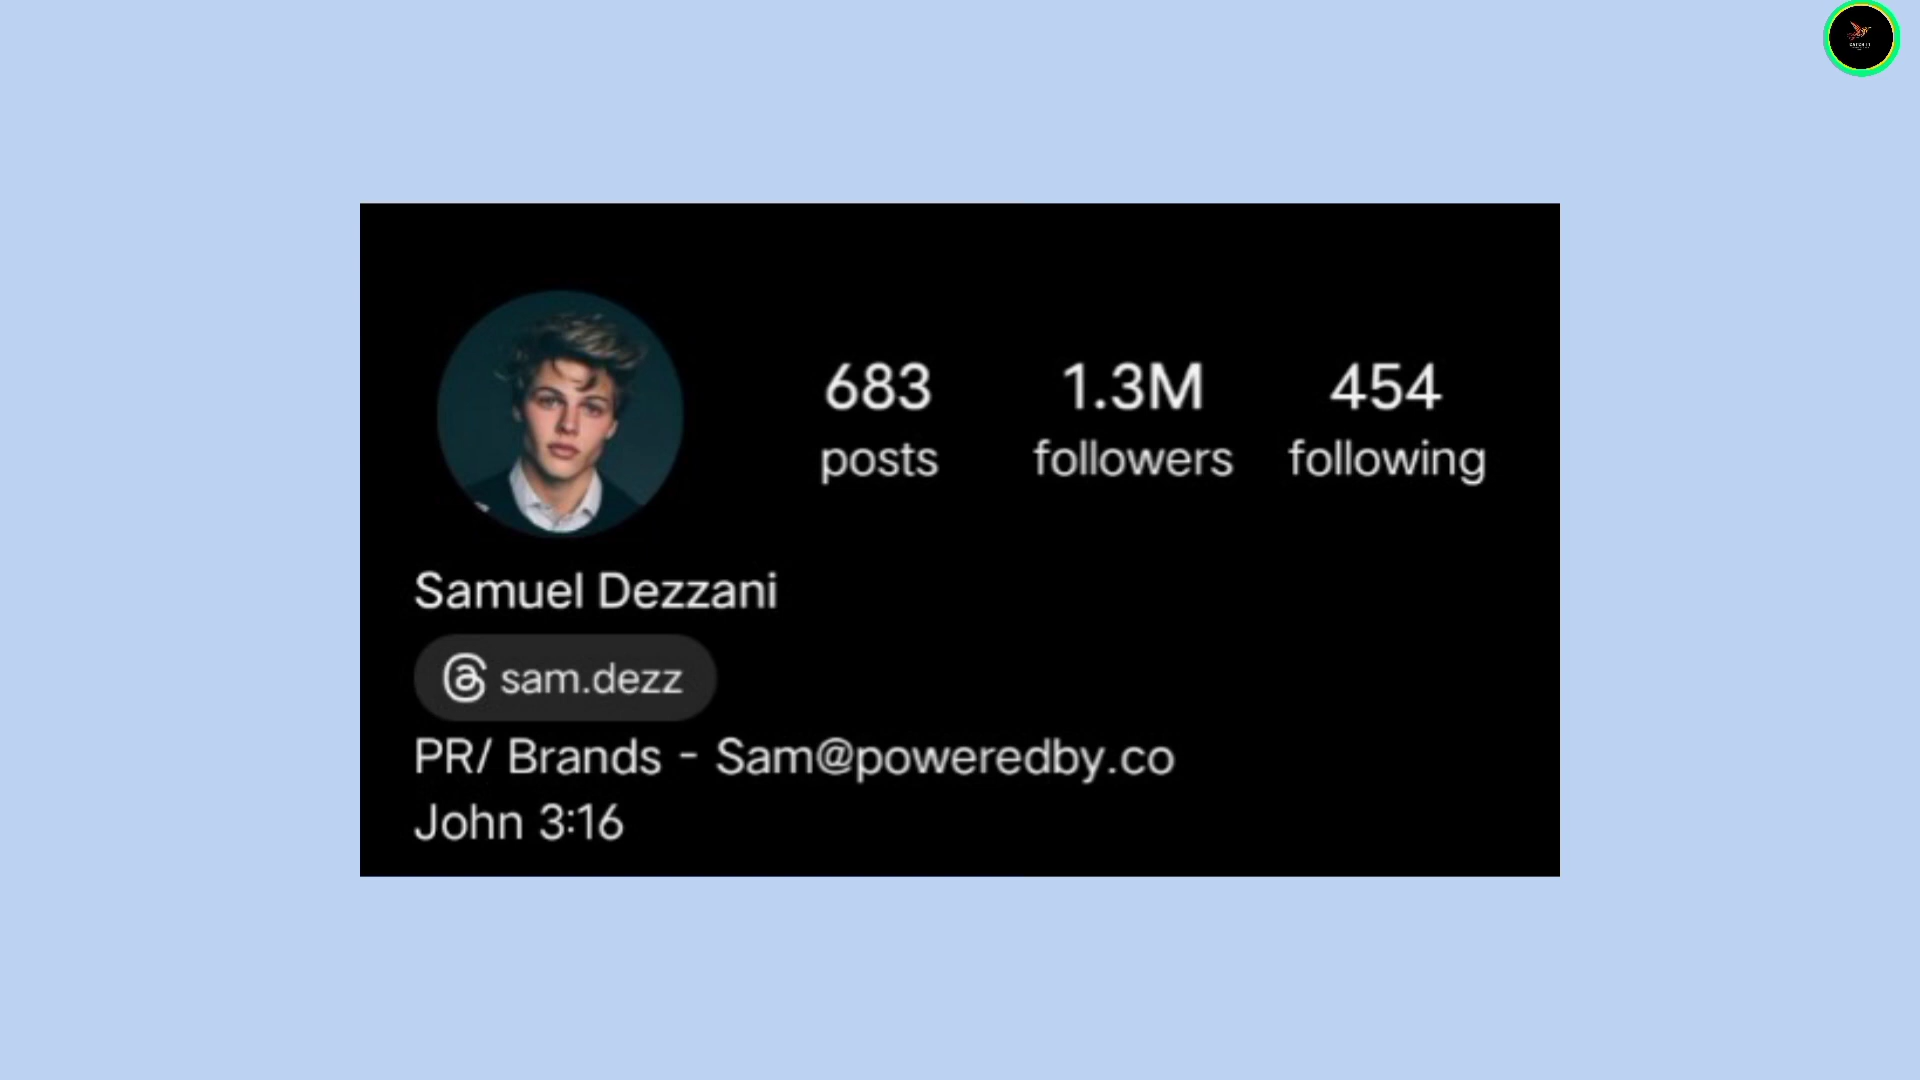 683 1.3M 454
posts followers following
Samuel Dezzani
sam.dezz
PR/ Brands - Sam@poweredby.co
John 3:16